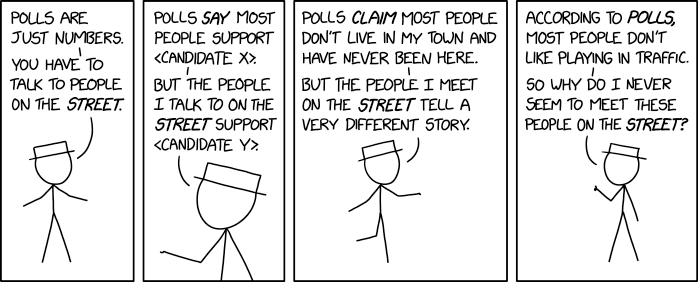 POLLS ARE
JUST NUMBERS.
YOU HAVE TO
TALK TO PEOPLE
ON THE STREET.
POLLS SAY MOST
PEOPLE SUPPORT
<CANDIDATE X>.
BUT THE PEOPLE
I TALK TO ON THE
STREET SUPPORT
<CANDIDATE Y>.
POLLS CLAIM MOST PEOPLE
DON'T LIVE IN MY TOWN AND
HAVE NEVER BEEN HERE.
BUT THE PEOPLE I MEET
ON THE STREET TELL A
VERY DIFFERENT STORY.
ACCORDING TO POLLS,
MOST PEOPLE DON'T
LIKE PLAYING IN TRAFFIC.
SO WHY DO I NEVER
SEEM TO MEET THESE
PEOPLE ON THE STREET?